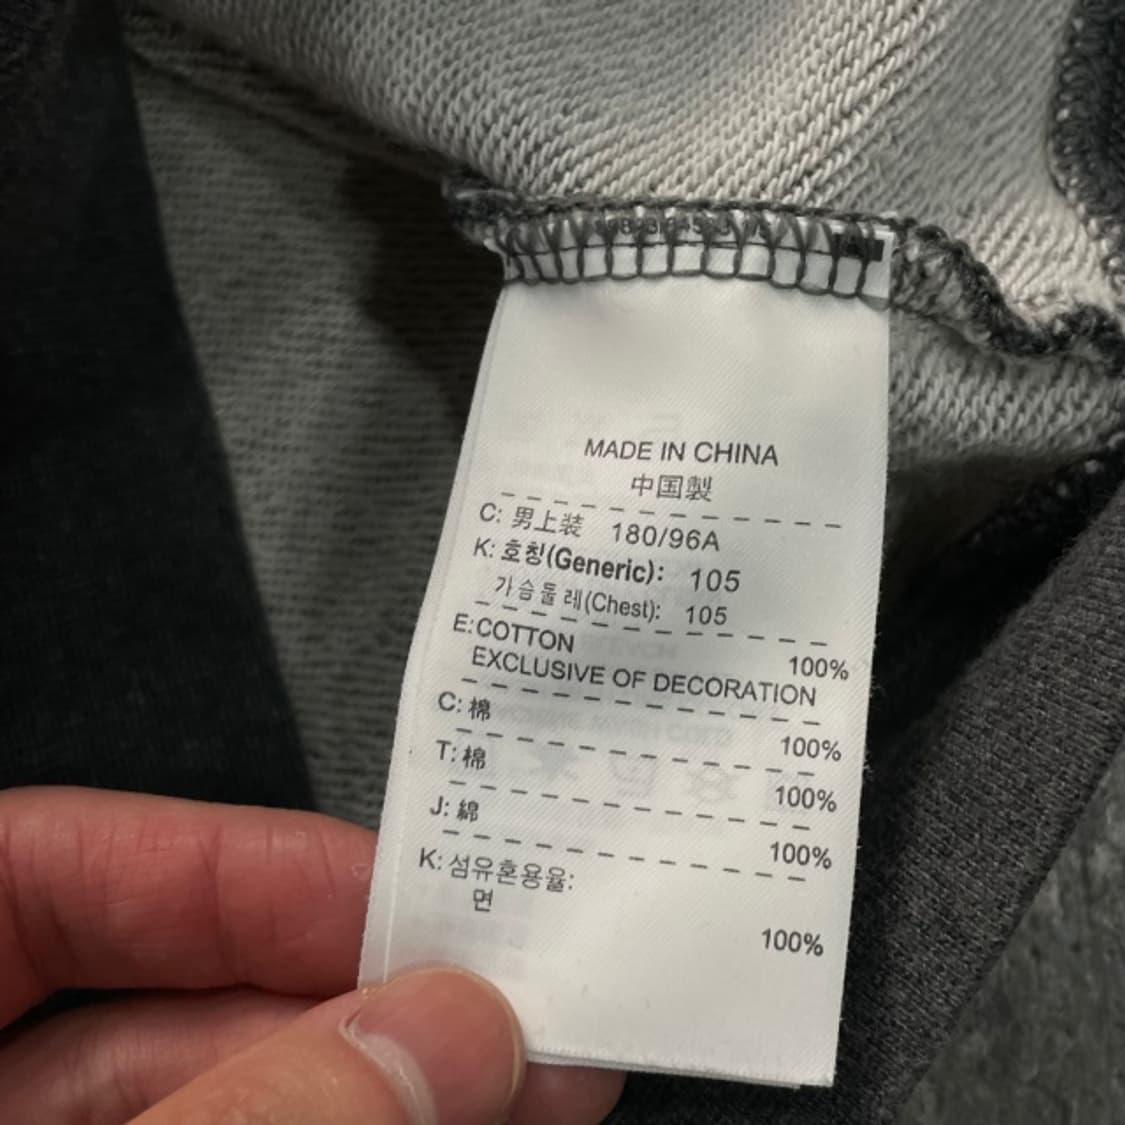 MADE IN CHINA
中国製
C: 男上装 180/96A
K: 호칭(Generic): 105
가슴둘레(Chest): 105
E:COTTON 100%
EXCLUSIVE OF DECORATION
C: 棉 100%
T: 棉 100%
J: 綿 100%
K: 섬유혼용율:
면 100%